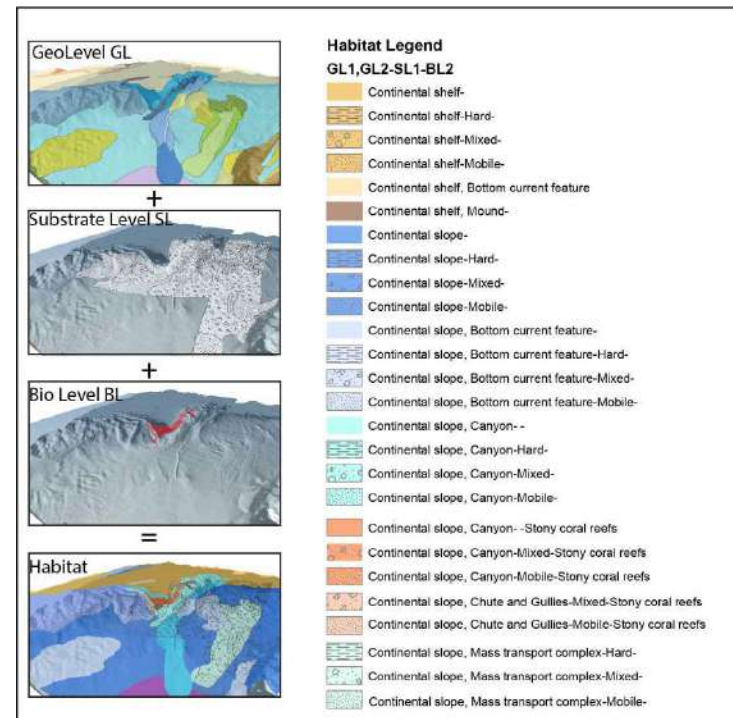 GeoLevel GL
+
Substrate Level SL
+
Bio Level BL
=
Habitat
Habitat Legend
GL1,GL2-SL1-BL2
Continental shelf-
Continental shelf-Hard-
Continental shelf-Mixed-
Continental shelf-Mobile-
Continental shelf, Bottom current feature
Continental shelf, Mound-
Continental slope-
Continental slope-Hard-
Continental slope-Mixed-
Continental slope-Mobile-
Continental slope, Bottom current feature-
Continental slope, Bottom current feature-Hard-
Continental slope, Bottom current feature-Mixed-
Continental slope, Bottom current feature-Mobile-
Continental slope, Canyon- -
Continental slope, Canyon-Hard-
Continental slope, Canyon-Mixed-
Continental slope, Canyon-Mobile-
Continental slope, Canyon- -Stony coral reefs
Continental slope, Canyon-Mixed-Stony coral reefs
Continental slope, Canyon-Mobile-Stony coral reefs
Continental slope, Chute and Gullies-Mixed-Stony coral reefs
Continental slope, Chute and Gullies-Mobile-Stony coral reefs
Continental slope, Mass transport complex-Hard-
Continental slope, Mass transport complex-Mixed-
Continental slope, Mass transport complex-Mobile-